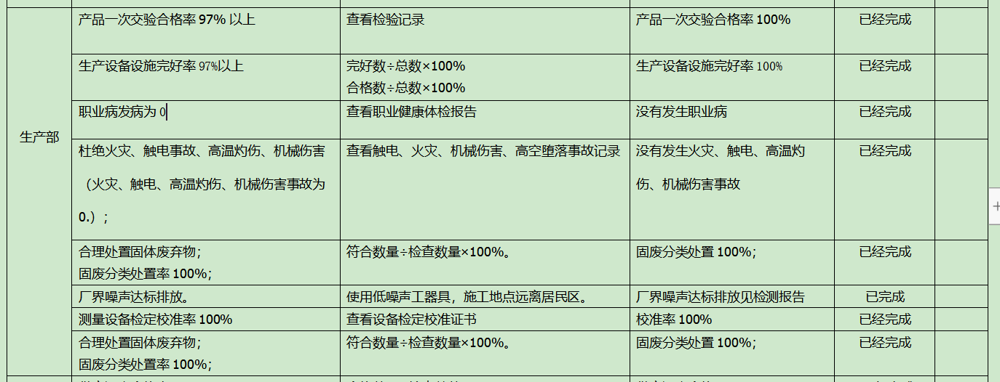 产品一次交验合格率 97% 以上
查看检验记录
产品一次交验合格率 100%
已经完成
生产设备设施完好率 97%以上
完好数÷总数×100%
合格数÷总数×100%
生产设备设施完好率 100%
已经完成
职业病发病为 0
查看职业健康体检报告
没有发生职业病
已经完成
生产部
杜绝火灾、触电事故、高温灼伤、机械伤害
（火灾、触电、高温灼伤、机械伤害事故为
0.）；
查看触电、火灾、机械伤害、高空堕落事故记录
没有发生火灾、触电、高温灼
伤、机械伤害事故
已经完成
合理处置固体废弃物；
固废分类处置率 100%；
符合数量÷检查数量×100%。
固废分类处置 100%；
已经完成
厂界噪声达标排放。
使用低噪声工器具，施工地点远离居民区。
厂界噪声达标排放见检测报告
已完成
测量设备检定校准率 100%
查看设备检定校准证书
校准率 100%
已经完成
合理处置固体废弃物；
固废分类处置率 100%；
符合数量÷检查数量×100%。
固废分类处置 100%；
已经完成